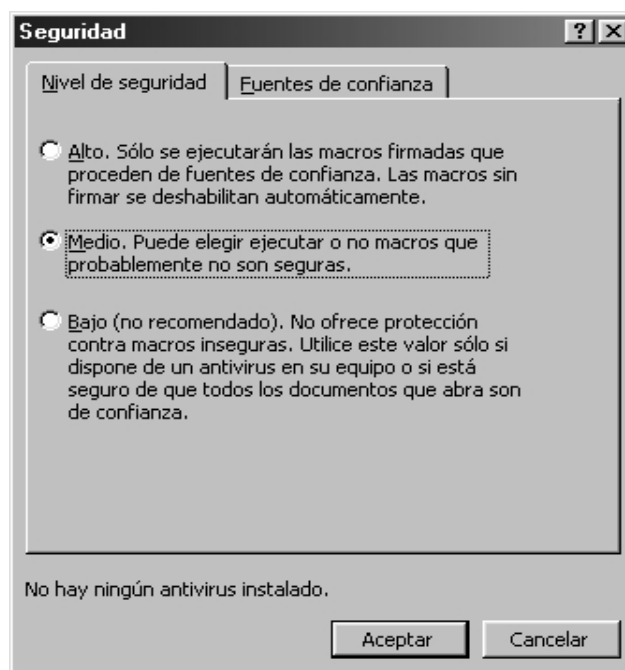 Seguridad
Nivel de seguridad
Fuentes de confianza
Alto. Sólo se ejecutarán las macros firmadas que
proceden de fuentes de confianza. Las macros sin
firmar se deshabilitan automáticamente.
Medio. Puede elegir ejecutar o no macros que
probablemente no son seguras.
Bajo (no recomendado). No ofrece protección
contra macros inseguras. Utilice este valor sólo si
dispone de un antivirus en su equipo o si está
seguro de que todos los documentos que abra son
de confianza.
No hay ningún antivirus instalado.
Aceptar
Cancelar